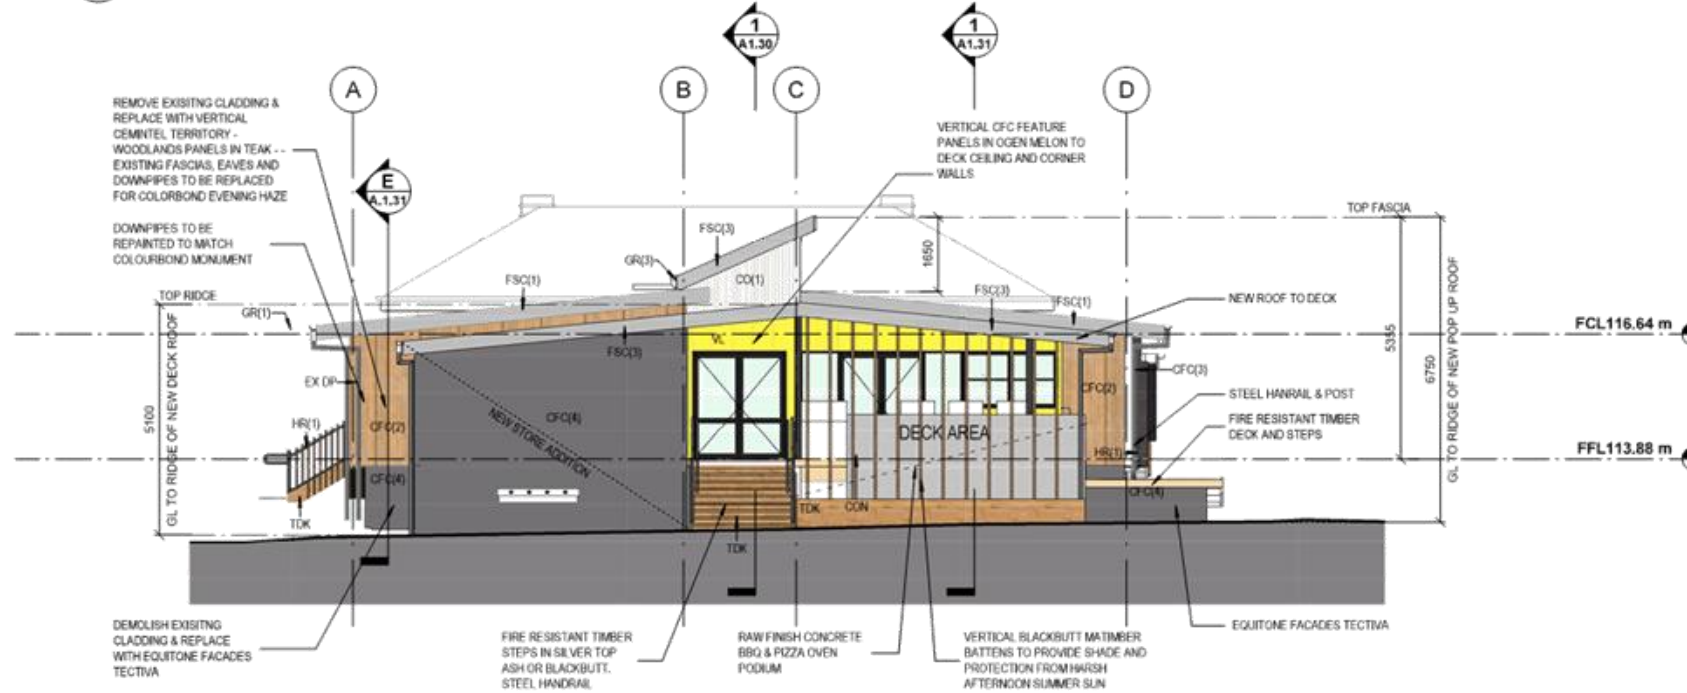 1
A1.30
1
A1.31
A
B
C
D
REMOVE EXISITNG CLADDING &
REPLACE WITH VERTICAL
CEMINTEL TERRITORY -
WOODLANDS PANELS IN TEAK - -
EXISTING FASCIAS, EAVES AND
DOWNPIPES TO BE REPLACED
FOR COLORBOND EVENING HAZE
VERTICAL CFC FEATURE
PANELS IN OGEN MELON TO
DECK CEILING AND CORNER
WALLS
E
A.1.31
DOWNPIPES TO BE
REPAINTED TO MATCH
COLOURBOND MONUMENT
TOP FASCIA
FSC(3)
GR(3)
CO(1)
1650
FSC(1)
FSC(3)
FSC(1)
TOP RIDGE
GR(1)
NEW ROOF TO DECK
FCL116.64 m
FSC(3)
VL
5355
6750
GL TO RIDGE OF NEW POP UP ROOF
EX DP
CFC(3)
CFC(2)
STEEL HANRAIL & POST
5100
GL TO RIDGE OF NEW DECK ROOF
HR(1)
CFC(2)
CFC(4)
NEW STORE ADDITION
DECK AREA
FIRE RESISTANT TIMBER
DECK AND STEPS
HR(1)
FFL113.88 m
CFC(4)
CFC(4)
TDK
TDK
CON
TDK
DEMOLISH EXISITNG
CLADDING & REPLACE
WITH EQUITONE FACADES
TECTIVA
FIRE RESISTANT TIMBER
STEPS IN SILVER TOP
ASH OR BLACKBUTT.
STEEL HANDRAIL
RAW FINISH CONCRETE
BBQ & PIZZA OVEN
PODIUM
VERTICAL BLACKBUTT MATIMBER
BATTENS TO PROVIDE SHADE AND
PROTECTION FROM HARSH
AFTERNOON SUMMER SUN
EQUITONE FACADES TECTIVA